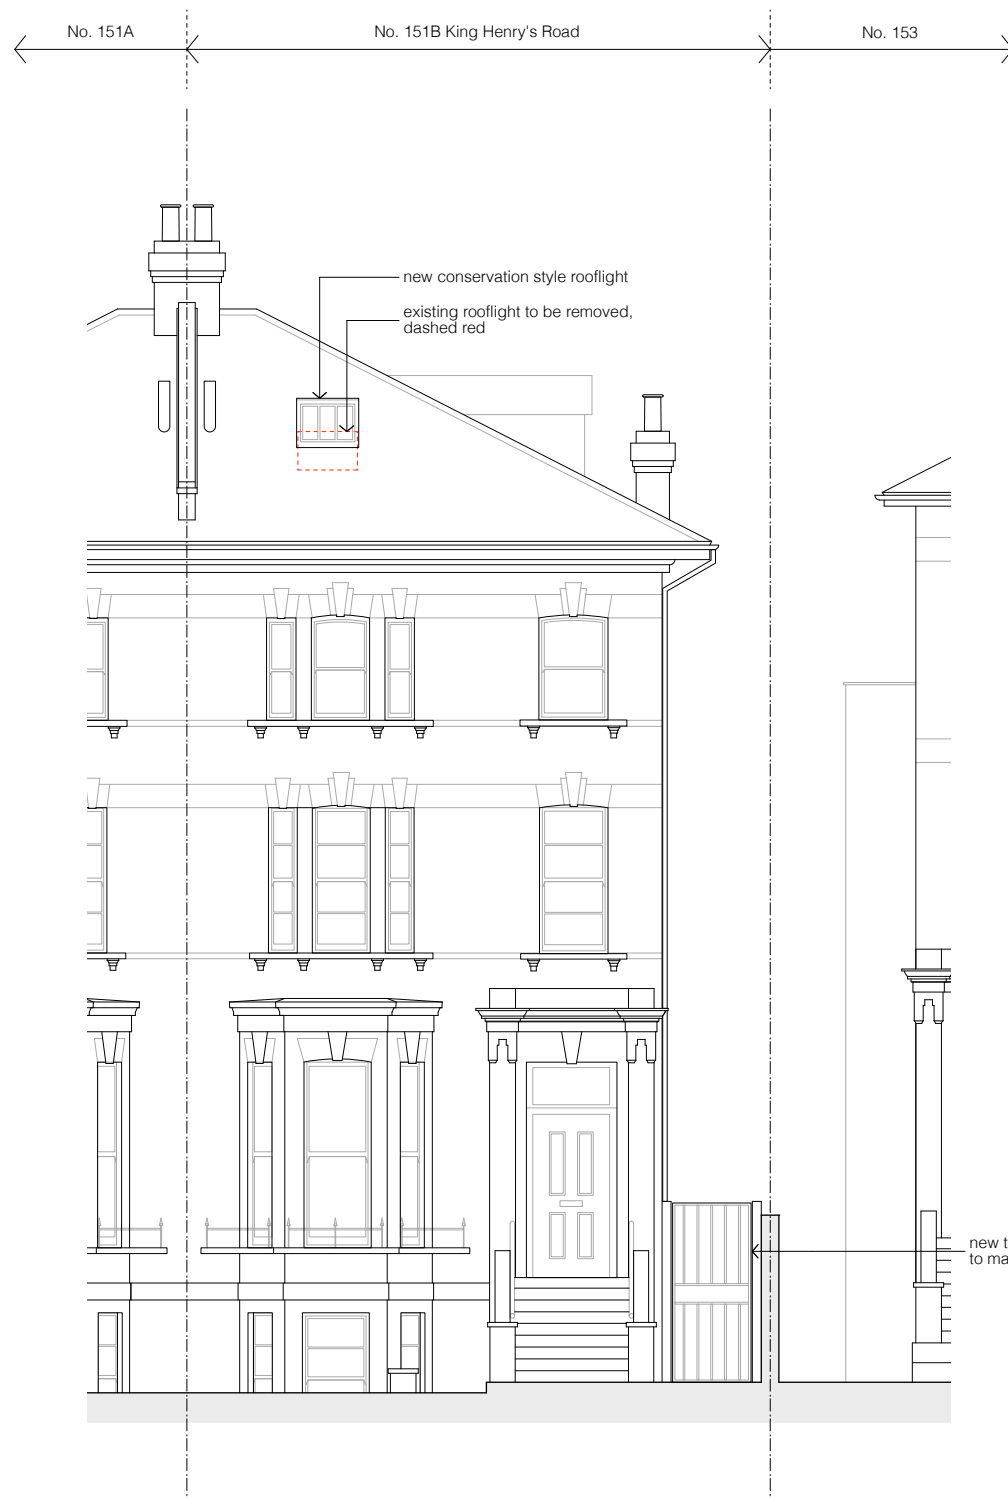 No. 151A
No. 151B King Henry's Road
No. 153
new conservation style rooflight
existing rooflight to be removed,
dashed red
new
to